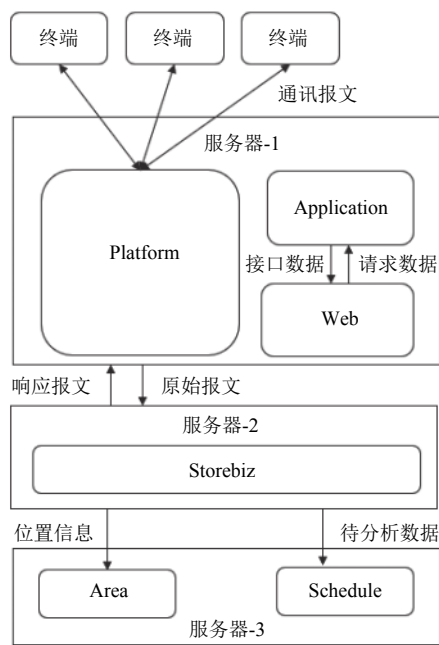 终端
终端
终端
通讯报文
服务器-1
Platform
Application
接口数据
请求数据
Web
响应报文
原始报文
服务器-2
Storebiz
位置信息
待分析数据
Area
Schedule
服务器-3